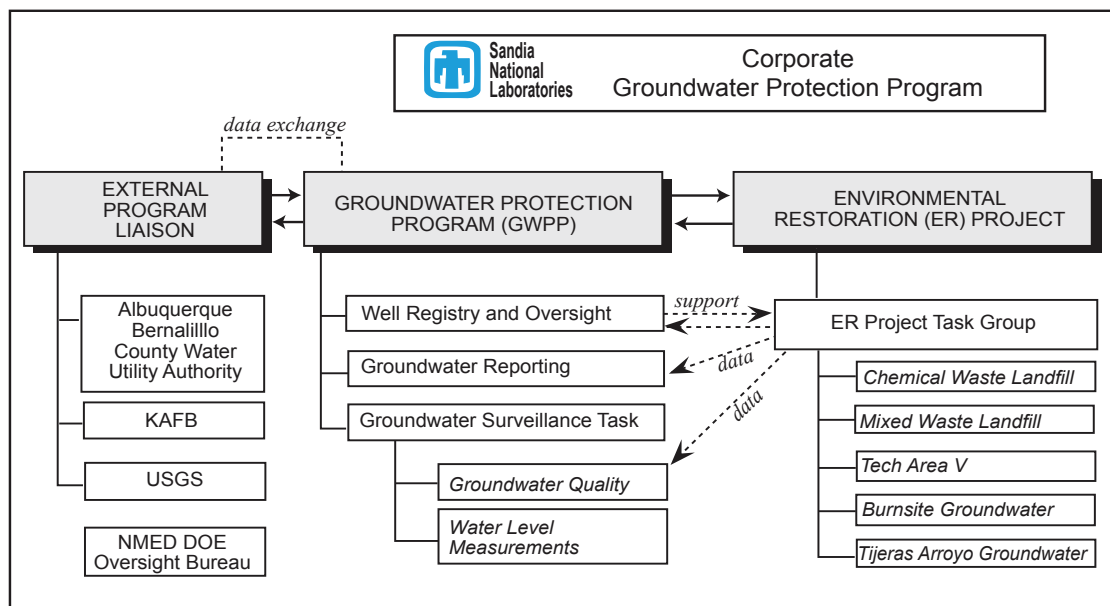 Sandia
National
Laboratories
Corporate
Groundwater Protection Program
data exchange
EXTERNAL
PROGRAM
LIAISON
GROUNDWATER PROTECTION
PROGRAM (GWPP)
ENVIRONMENTAL
RESTORATION (ER) PROJECT
Albuquerque
Bernalilllo
County Water
Utility Authority
KAFB
USGS
NMED DOE
Oversight Bureau
Well Registry and Oversight
Groundwater Reporting
Groundwater Surveillance Task
Groundwater Quality
Water Level
Measurements
support
data
data
ER Project Task Group
Chemical Waste Landfill
Mixed Waste Landfill
Tech Area V
Burnsite Groundwater
Tijeras Arroyo Groundwater